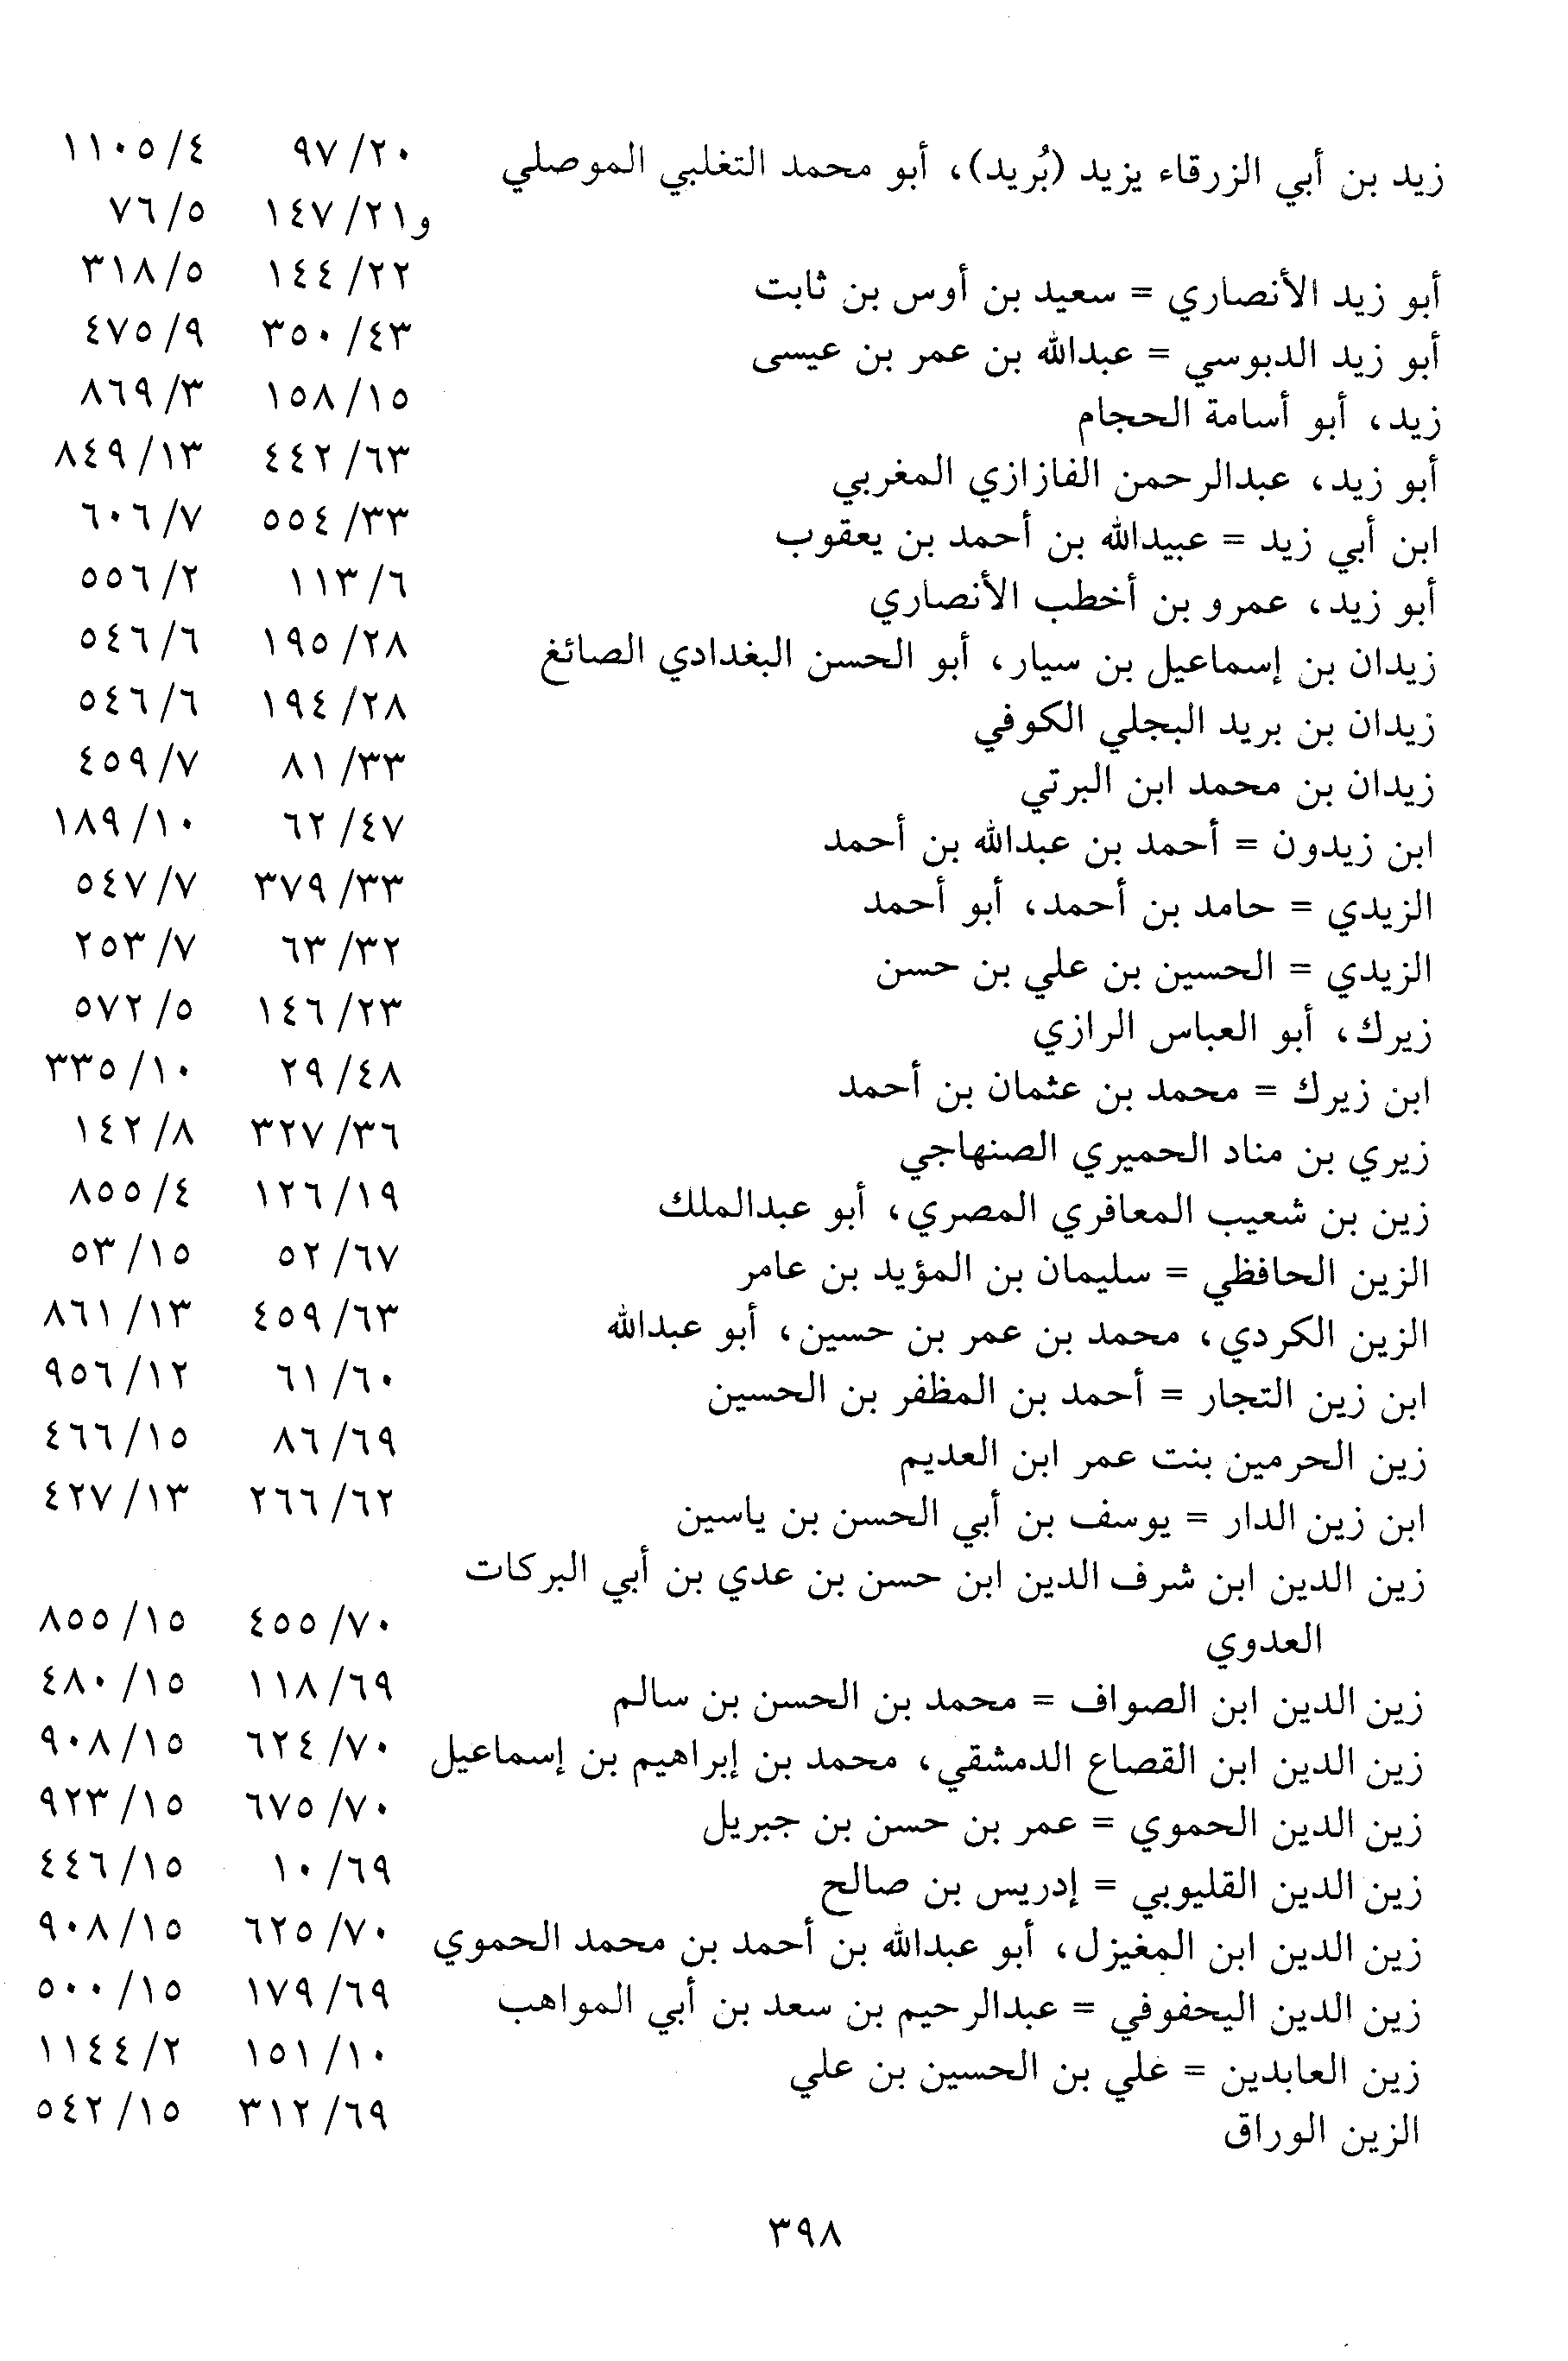 زيد بن أبي الزرقاء يزيد (بُريد)، أبو محمد التغلبي الموصلي ٢٠/ ٩٧ ٤/ ١١٠٥
و٢١/ ١٤٧ ٥/ ٧٦
أبو زيد الأنصاري = سعيد بن أوس بن ثابت ٢٢/ ١٤٤ ٥/ ٣١٨
أبو زيد الدبوسي = عبدالله بن عمر بن عيسى ٤٣/ ٣٥٠ ٩/ ٤٧٥
زيد، أبو أسامة الحجام ١٥/ ١٥٨ ٣/ ٨٦٩
أبو زيد، عبدالرحمن الفازازي المغربي ٦٣/ ٤٤٢ ١٣/ ٨٤٩
ابن أبي زيد = عبيدالله بن أحمد بن يعقوب ٣٣/ ٥٥٤ ٧/ ٦٠٦
أبو زيد، عمرو بن أخطب الأنصاري ٦/ ١١٣ ٢/ ٥٥٦
زيدان بن إسماعيل بن سيار، أبو الحسن البغدادي الصائغ ٢٨/ ١٩٥ ٦/ ٥٤٦
زيدان بن بريد البجلي الكوفي ٢٨/ ١٩٤ ٦/ ٥٤٦
زيدان بن محمد ابن البرتي ٣٣/ ٨١ ٧/ ٤٥٩
ابن زيدون = أحمد بن عبدالله بن أحمد ٤٧/ ٦٢ ١٠/ ١٨٩
الزيدي = حامد بن أحمد، أبو أحمد ٣٣/ ٣٧٩ ٧/ ٥٤٧
الزيدي = الحسين بن علي بن حسن ٣٢/ ٦٣ ٧/ ٢٥٣
زيرك، أبو العباس الرازي ٢٣/ ١٤٦ ٥/ ٥٧٢
ابن زيرك = محمد بن عثمان بن أحمد ٤٨/ ٢٩ ١٠/ ٣٣٥
زيري بن مناد الحميري الصنهاجي ٣٦/ ٣٢٧ ٨/ ١٤٢
زين بن شعيب المعافري المصري، أبو عبدالملك ١٩/ ١٢٦ ٤/ ٨٥٥
الزين الحافظي = سليمان بن المؤيد بن عامر ٦٧/ ٥٢ ١٥/ ٥٣
الزين الكردي، محمد بن عمر بن حسين، أبو عبدالله ٦٣/ ٤٥٩ ١٣/ ٨٦١
ابن زين التجار = أحمد بن المظفر بن الحسين ٦٠/ ٦١ ١٢/ ٩٥٦
زين الحرمين بنت عمر ابن العديم ٦٩/ ٨٦ ١٥/ ٤٦٦
ابن زين الدار = يوسف بن أبي الحسن بن ياسين ٦٢/ ٢٦٦ ١٣/ ٤٢٧
زين الدين ابن شرف الدين ابن حسن بن عدي بن أبي البركات
العدوي ٧٠/ ٤٥٥ ١٥/ ٨٥٥
زين الدين ابن الصواف = محمد بن الحسن بن سالم ٦٩/ ١١٨ ١٥/ ٤٨٠
زين الدين ابن القصاع الدمشقي، محمد بن إبراهيم بن إسماعيل ٧٠/ ٦٢٤ ١٥/ ٩٠٨
زين الدين الحموي = عمر بن حسن بن جبريل ٧٠/ ٦٧٥ ١٥/ ٩٢٣
زين الدين القليوبي = إدريس بن صالح ٦٩/ ١٠ ١٥/ ٤٤٦
زين الدين ابن المغيزل، أبو عبدالله بن أحمد بن محمد الحموي ٧٠/ ٦٢٥ ١٥/ ٩٠٨
زين الدين اليحفوفي = عبدالرحيم بن سعد بن أبي المواهب ٦٩/ ١٧٩ ١٥/ ٥٠٠
زين العابدين = علي بن الحسين بن علي ١٠/ ١٥١ ٢/ ١١٤٤
الزين الوراق ٦٩/ ٣١٢ ١٥/ ٥٤٢
٣٩٨